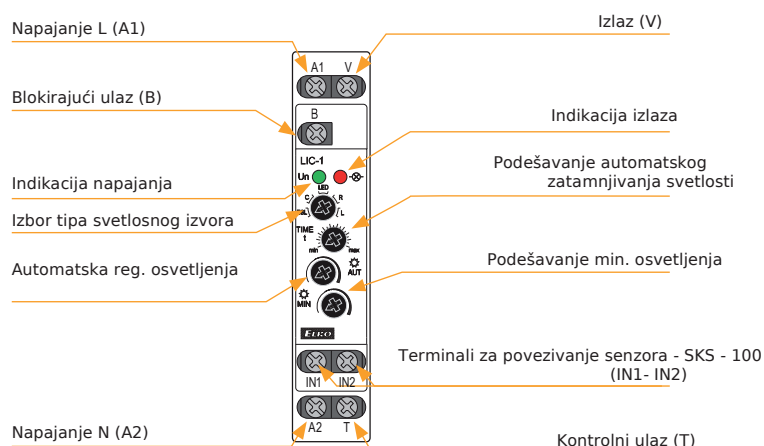 Napajanje L (A1)
Izlaz (V)
A1 V
Blokirajući ulaz (B)
B
Indikacija izlaza
LIC-1
Un
Podešavanje automatskog
zatamnjivanja svetlosti
Indikacija napajanja
LED
C R
L
Izbor tipa svetlosnog izvora
TIME
t
min max
Automatska reg. osvetljenja
AUT
Podešavanje min. osvetljenja
MIN
ELKO
Terminali za povezivanje senzora - SKS - 100
(IN1- IN2)
IN1 IN2
Napajanje N (A2)
A2 T
Kontrolni ulaz (T)